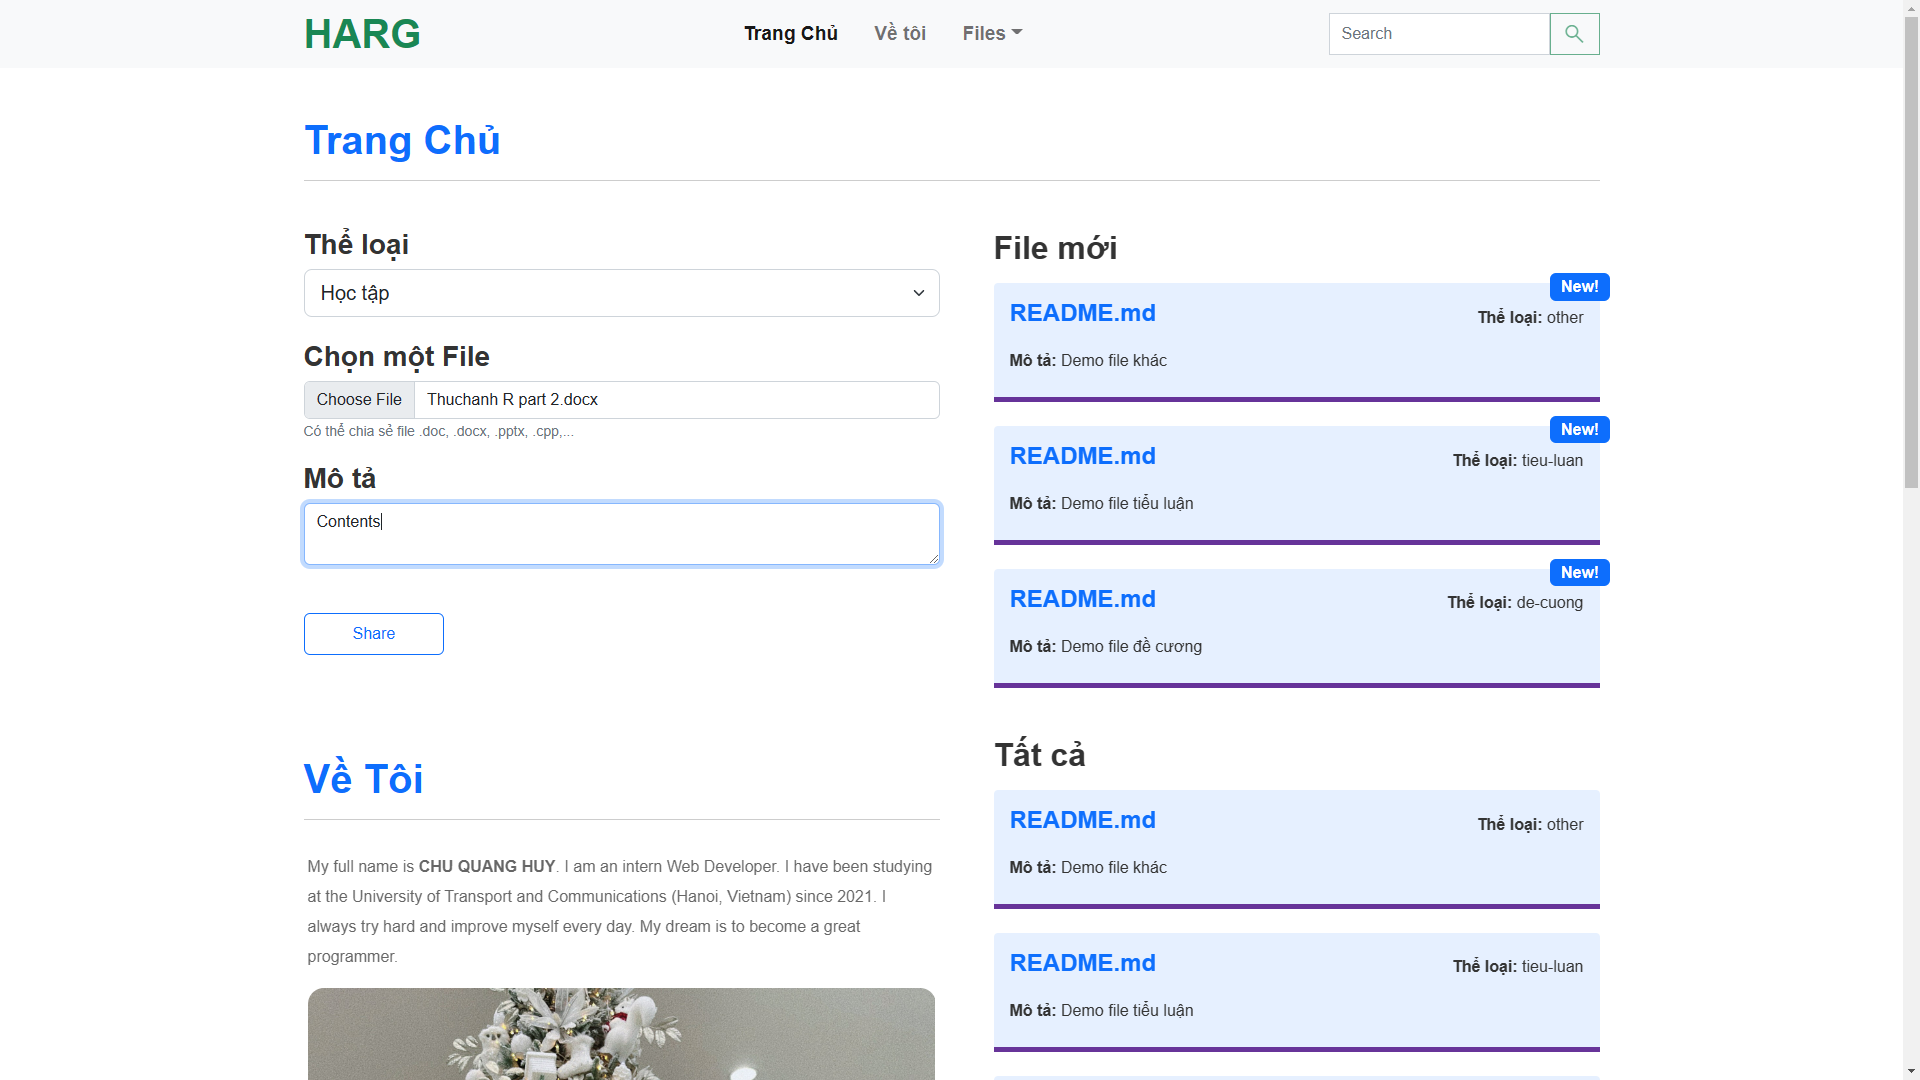 HARG
Trang Chủ
Về tôi
Files
Search
Trang Chủ
Thể loại
Học tập
Chọn một File
Choose File
Thuchanh R part 2.docx
Có thể chia sẻ file .doc, .docx, .pptx, .cpp,...
Mô tả
Contents
Share
Về Tôi
My full name is CHU QUANG HUY. I am an intern Web Developer. I have been studying
at the University of Transport and Communications (Hanoi, Vietnam) since 2021. I
always try hard and improve myself every day. My dream is to become a great
programmer.
File mới
New!
README.md
Thể loại: other
Mô tả: Demo file khác
New!
README.md
Thể loại: tieu-luan
Mô tả: Demo file tiểu luận
New!
README.md
Thể loại: de-cuong
Mô tả: Demo file đề cương
Tất cả
README.md
Thể loại: other
Mô tả: Demo file khác
README.md
Thể loại: tieu-luan
Mô tả: Demo file tiểu luận